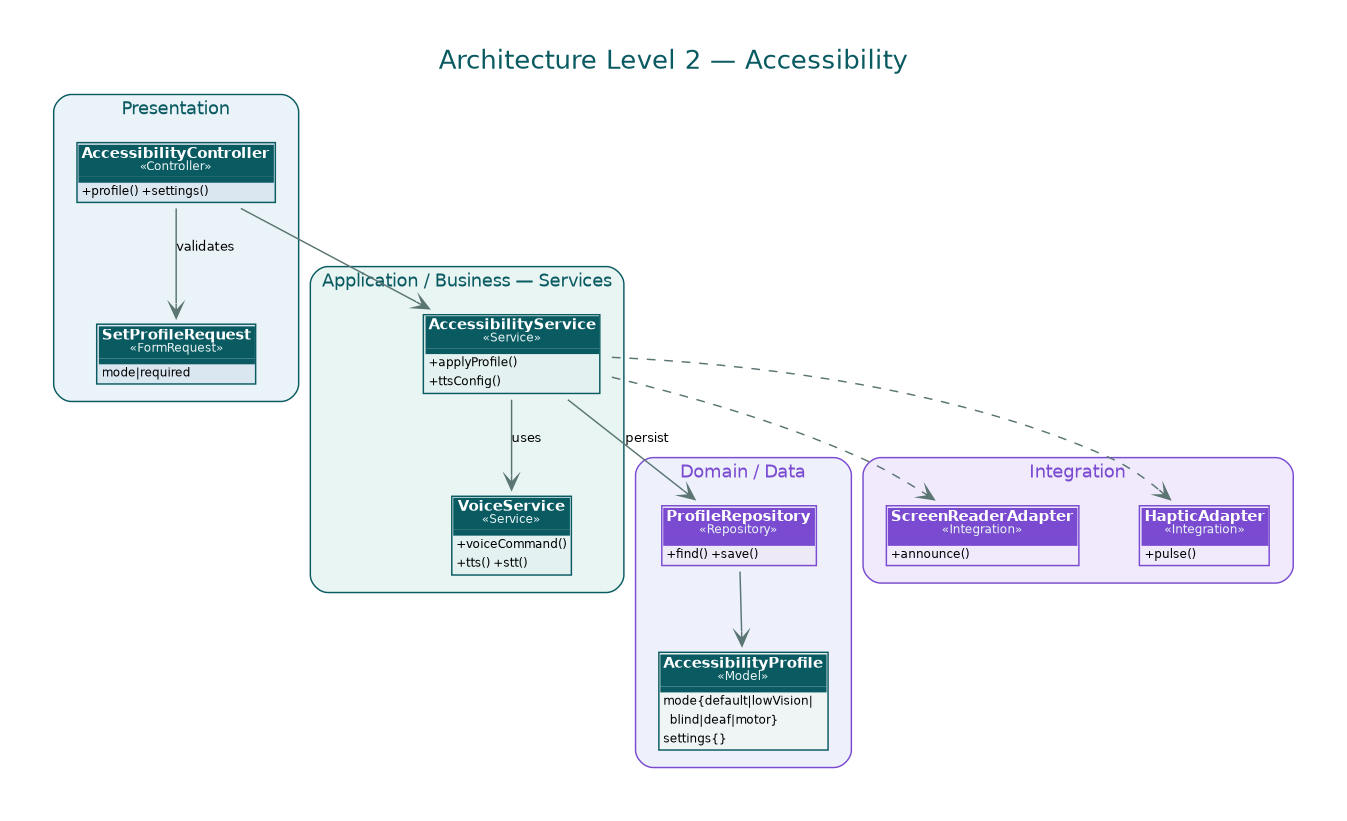 Architecture Level 2 — Accessibility
Presentation
AccessibilityController
«Controller»
+profile() +settings()
validates
SetProfileRequest
«FormRequest»
mode|required
Application / Business — Services
AccessibilityService
«Service»
+applyProfile()
+ttsConfig()
uses
persist
VoiceService
«Service»
+voiceCommand()
+tts() +stt()
Domain / Data
ProfileRepository
«Repository»
+find() +save()
AccessibilityProfile
«Model»
mode{default|lowVision|
blind|deaf|motor}
settings{}
Integration
ScreenReaderAdapter
«Integration»
+announce()
HapticAdapter
«Integration»
+pulse()